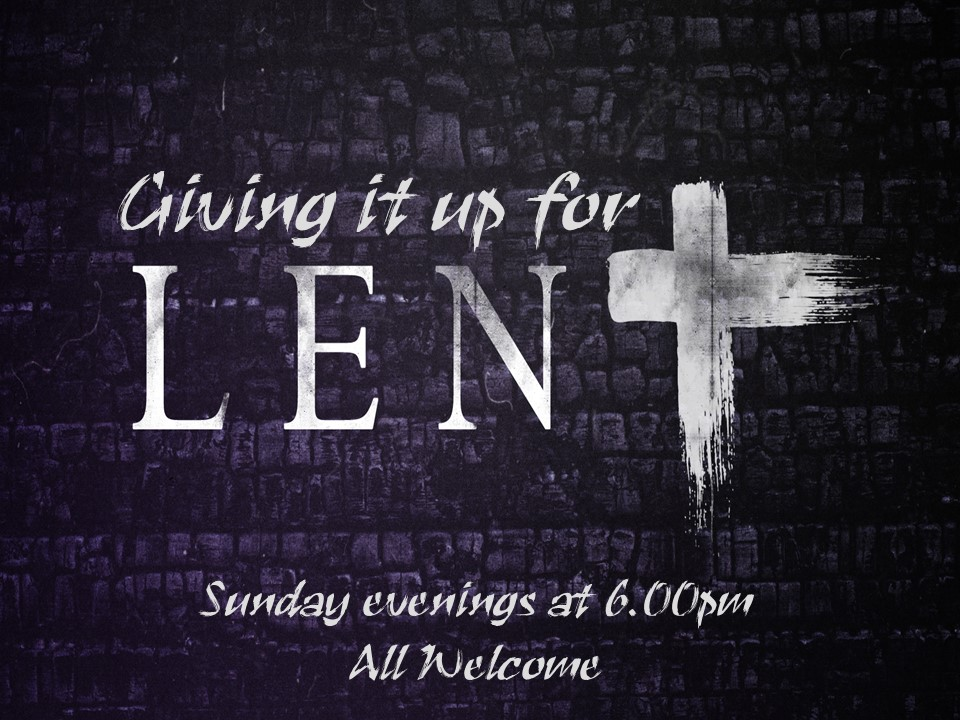 Giving it up for
LENT
Sunday evenings at 6.00pm
All Welcome